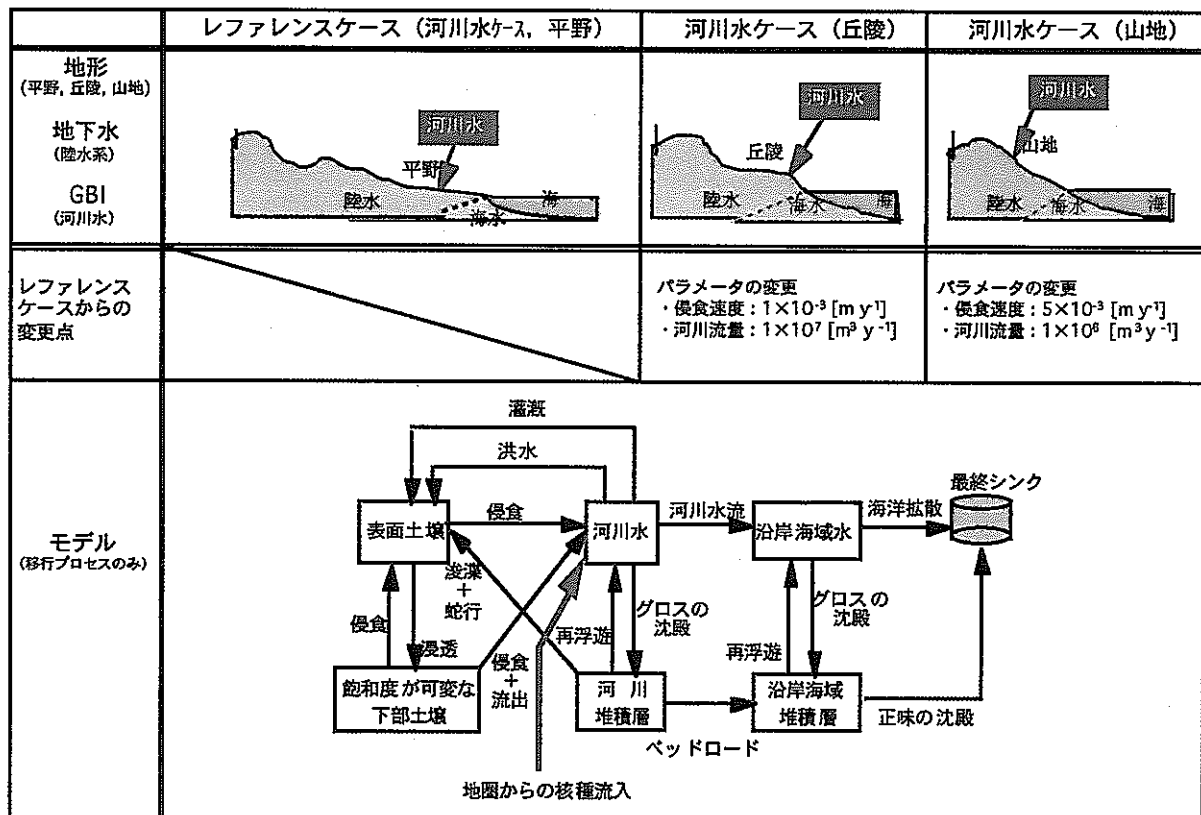 レファレンスケース（河川水ケース，平野）
河川水ケース（丘陵）
河川水ケース（山地）
地形
（平野，丘陵，山地）
地下水
（陸水系）
GBI
（河川水）
河川水
平野
陸水
海水
海
河川水
丘陵
陸水
海水
海
河川水
山地
陸水
海水
海
レファレンス
ケースからの
変更点
パラメータの変更
・侵食速度：1×10⁻³ [m y⁻¹]
・河川流量：1×10⁷ [m³ y⁻¹]
パラメータの変更
・侵食速度：5×10⁻³ [m y⁻¹]
・河川流量：1×10⁶ [m³ y⁻¹]
モデル
（移行プロセスのみ）
灌漑
洪水
最終シンク
表面土壌
侵食
河川水
河川水流
沿岸海域水
海洋拡散
浚渫
＋
蛇行
グロスの
沈殿
グロスの
沈殿
侵食
浸透
再浮遊
再浮遊
侵食
＋
流出
飽和度が可変な
下部土壌
河川
堆積層
沿岸海域
堆積層
正味の沈殿
ベッドロード
地圏からの核種流入